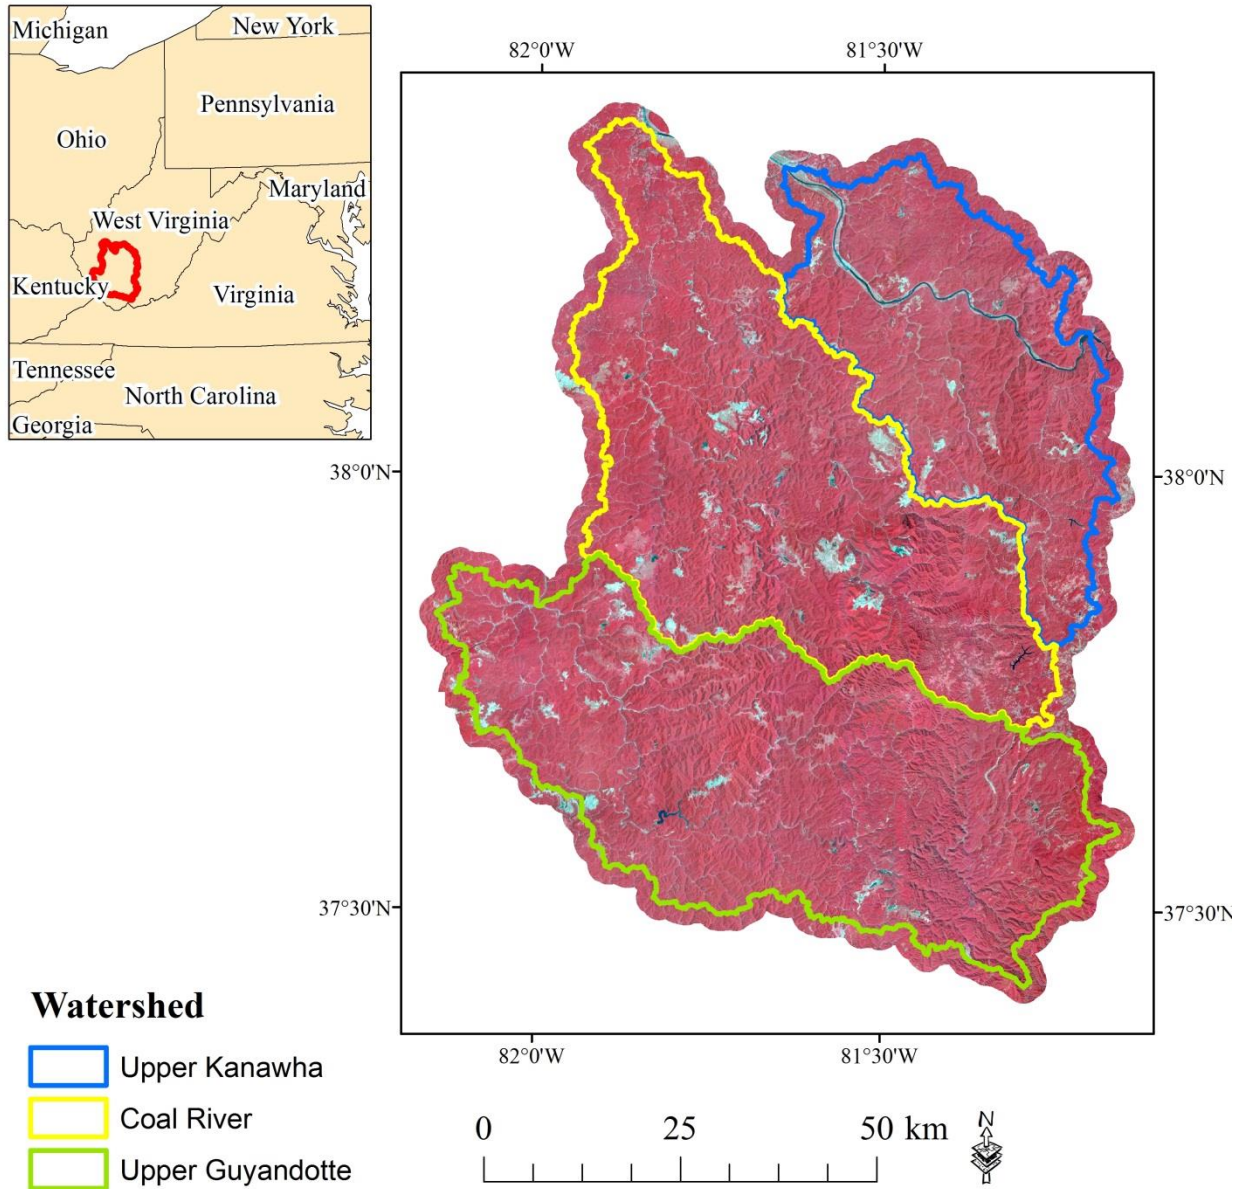 Michigan
New York
Pennsylvania
Ohio
Maryland
West Virginia
Kentucky
Virginia
Tennessee
North Carolina
Georgia
82°0'W
81°30'W
38°0'N
38°0'N
37°30'N
37°30'N
82°0'W
81°30'W
Watershed
Upper Kanawha
Coal River
Upper Guyandotte
0 25 50 km
N